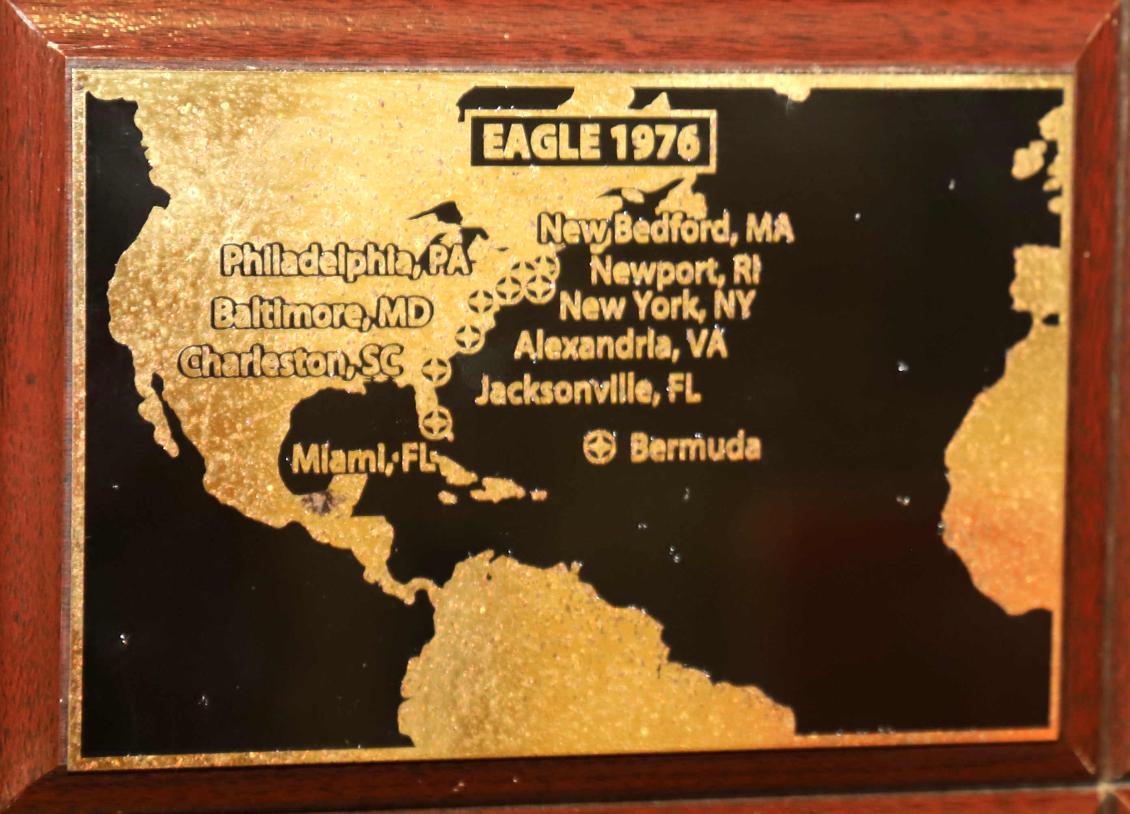 EAGLE 1976
New Bedford, MA
Philadelphia, PA
Newport, RI
New York, NY
Baltimore, MD
Alexandria, VA
Charleston, SC
Jacksonville, FL
Miami, FL
Bermuda